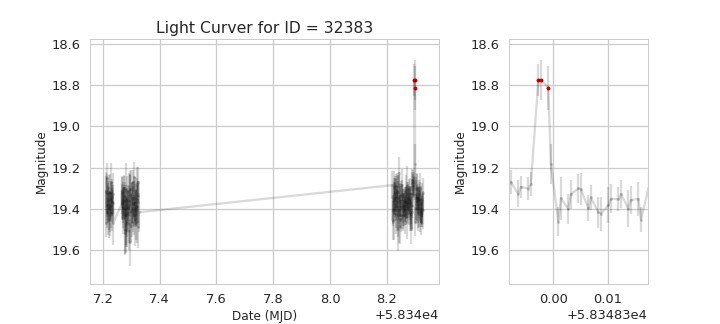 Light Curver for ID = 32383
18.6
18.8
19.0
19.2
19.4
19.6
Magnitude
7.2 7.4 7.6 7.8 8.0 8.2
Date (MJD)
+5.834e4
18.6
18.8
19.0
19.2
19.4
19.6
Magnitude
0.00 0.01
+5.83483e4